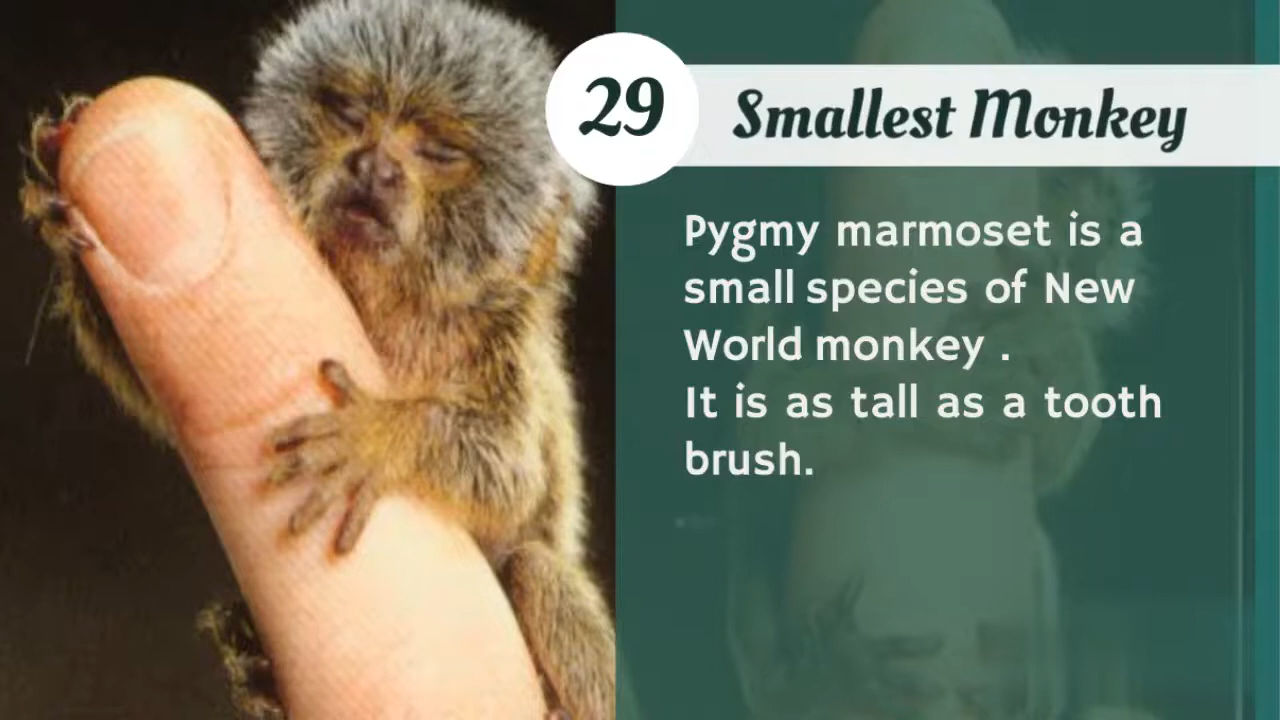 29
Smallest Monkey
Pygmy marmoset is a
small species of New
World monkey .
It is as tall as a tooth
brush.